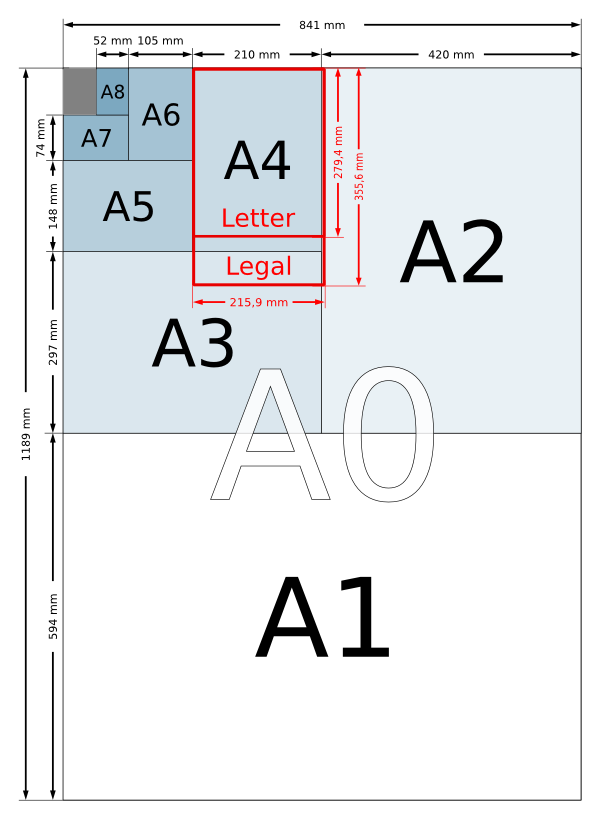 841 mm
52 mm 105 mm
210 mm
420 mm
A8
A6
A7
74 mm
A4
279,4 mm
355,6 mm
A5
148 mm
Letter
A2
Legal
215,9 mm
A3
297 mm
A0
1189 mm
A1
594 mm